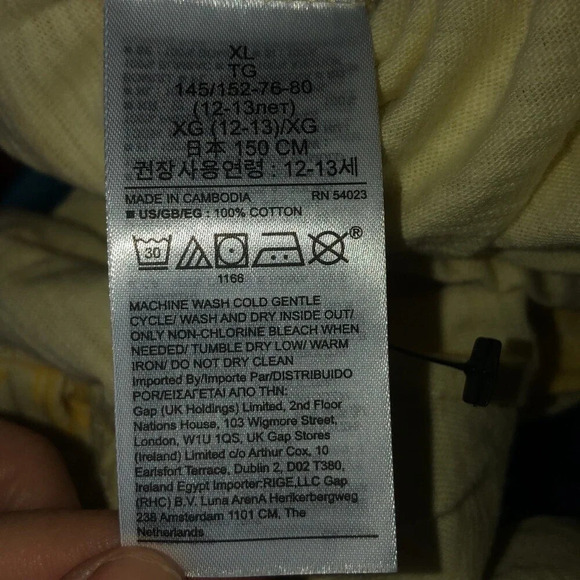 XL
TG
145/152-76-80
(12-13лет)
XG (12-13)/XG
日本 150 CM
권장사용연령 : 12-13세
MADE IN CAMBODIA RN 54023
US/GB/EG : 100% COTTON
30 ®
1166
MACHINE WASH COLD GENTLE
CYCLE/ WASH AND DRY INSIDE OUT/
ONLY NON-CHLORINE BLEACH WHEN
NEEDED/ TUMBLE DRY LOW/ WARM
IRON/ DO NOT DRY CLEAN
Imported By/Importe Par/DISTRIBUIDO
POR/ΕΙΣΑΓΕΤΑΙ ΑΠΟ ΤΗΝ:
Gap (UK Holdings) Limited, 2nd Floor
Nations House, 103 Wigmore Street,
London, W1U 1QS, UK Gap Stores
(Ireland) Limited c/o Arthur Cox, 10
Earlsfort Terrace, Dublin 2, D02 T380,
Ireland Egypt Importer:RIGE,LLC Gap
(RHC) B.V. Luna ArenA Herikerbergweg
238 Amsterdam 1101 CM, The
Netherlands